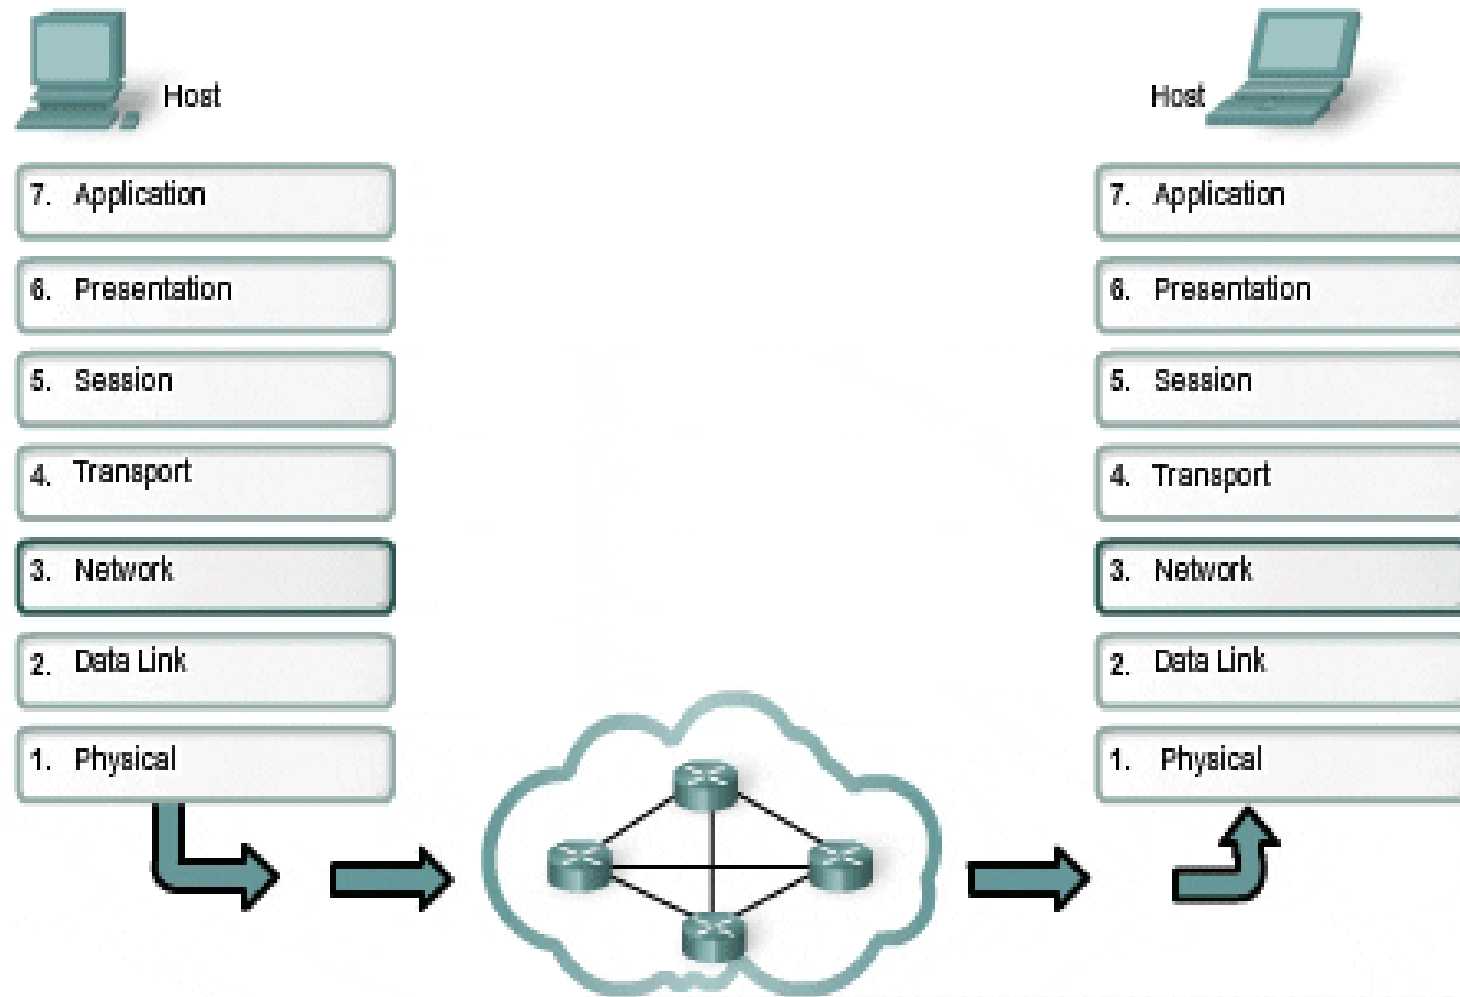 Host
7. Application
6. Presentation
5. Session
4. Transport
3. Network
2. Data Link
1. Physical
Host
7. Application
6. Presentation
5. Session
4. Transport
3. Network
2. Data Link
1. Physical